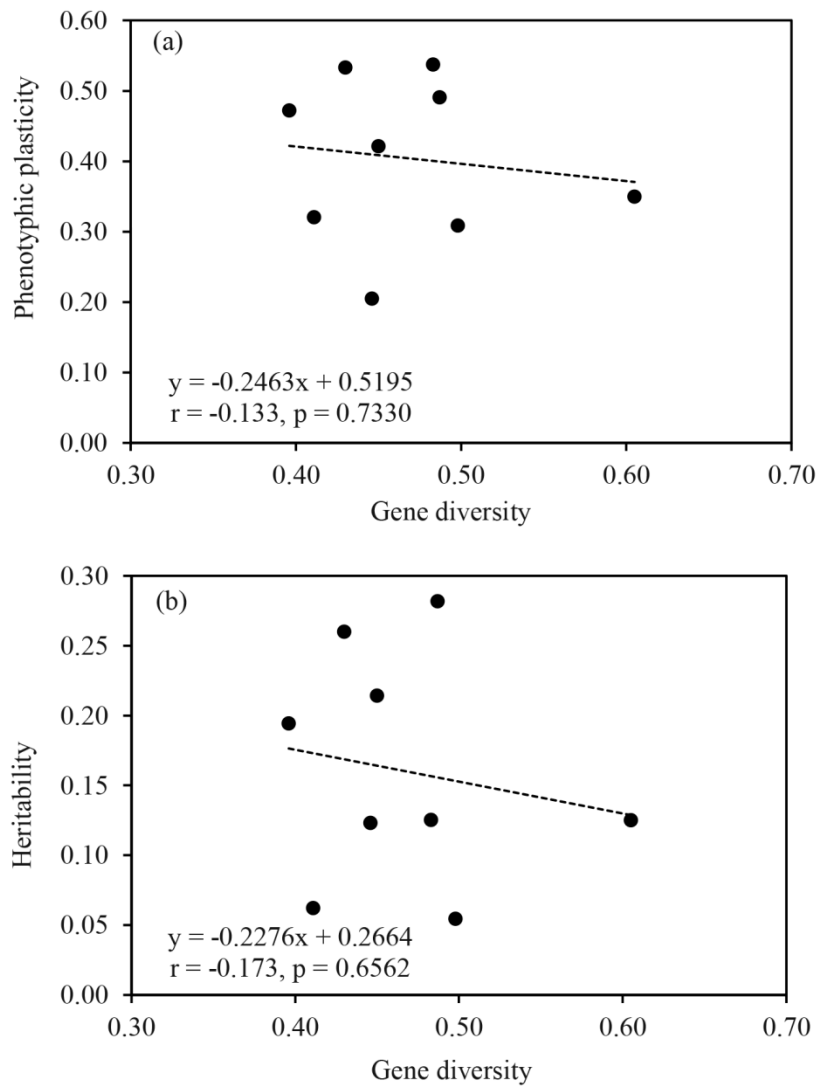 (a)
Phenotyphic plasticity
0.60
0.50
0.40
0.30
0.20
0.10
0.00
y = -0.2463x + 0.5195
r = -0.133, p = 0.7330
0.30 0.40 0.50 0.60 0.70
Gene diversity
(b)
Heritability
0.30
0.25
0.20
0.15
0.10
0.05
0.00
y = -0.2276x + 0.2664
r = -0.173, p = 0.6562
0.30 0.40 0.50 0.60 0.70
Gene diversity